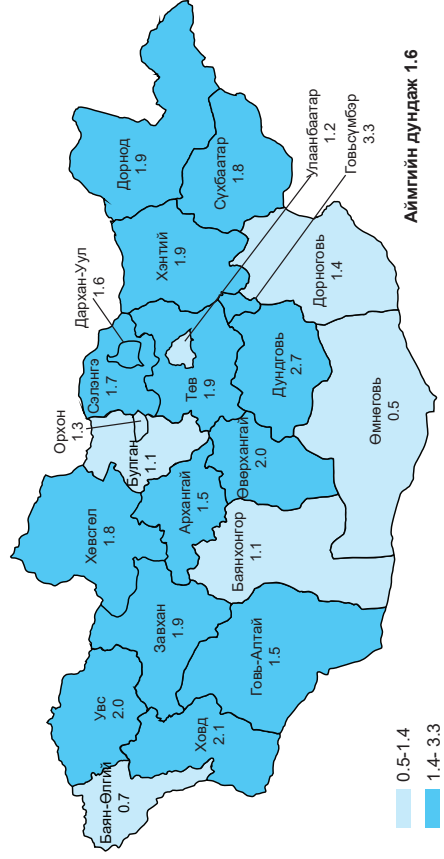 Баян-Өлгий
0.7
Увс
2.0
Ховд
2.1
Завхан
1.9
Говь-Алтай
1.5
Хөвсгөл
1.8
Архангай
1.5
Баянхонгор
1.1
Орхон
1.3
Булган
1.1
Өвөрхангай
2.0
Сэлэнгэ
1.7
Дархан-Уул
1.6
Төв
1.9
Дундговь
2.7
Өмнөговь
0.5
Хэнтий
1.9
Дорнод
1.9
Сүхбаатар
1.8
Дорноговь
1.4
Улаанбаатар
1.2
Говьсүмбэр
3.3
Аймгийн дундаж 1.6
0.5-1.4
1.4- 3.3